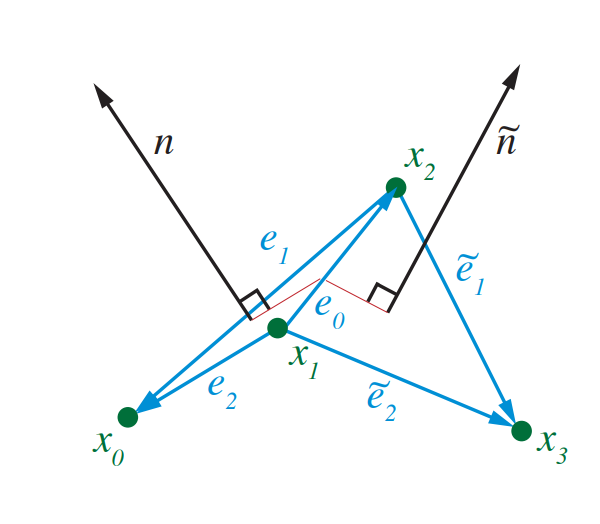 n
ñ
x₂
e₁
ẽ₁
e₀
x₁
e₂
ẽ₂
x₀
x₃